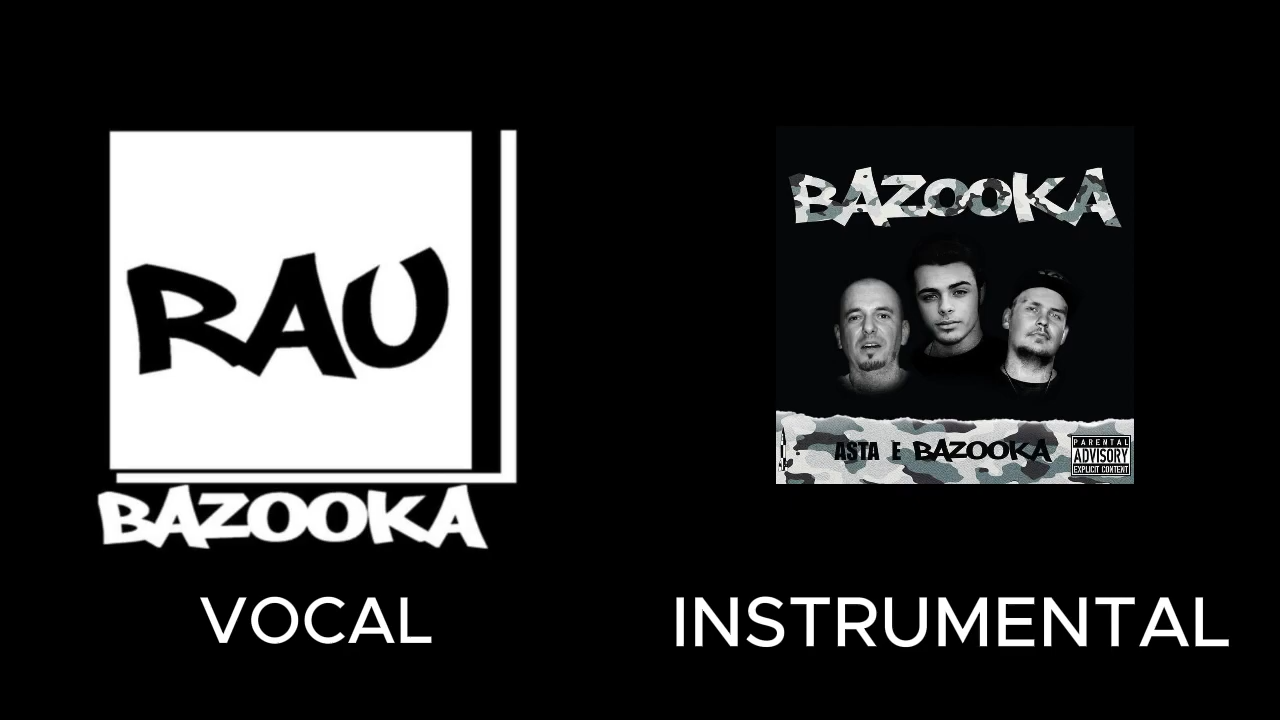 RAU
BAZOOKA
VOCAL
BAZOOKA
ASTA E BAZOOKA
PARENTAL
ADVISORY
EXPLICIT CONTENT
INSTRUMENTAL